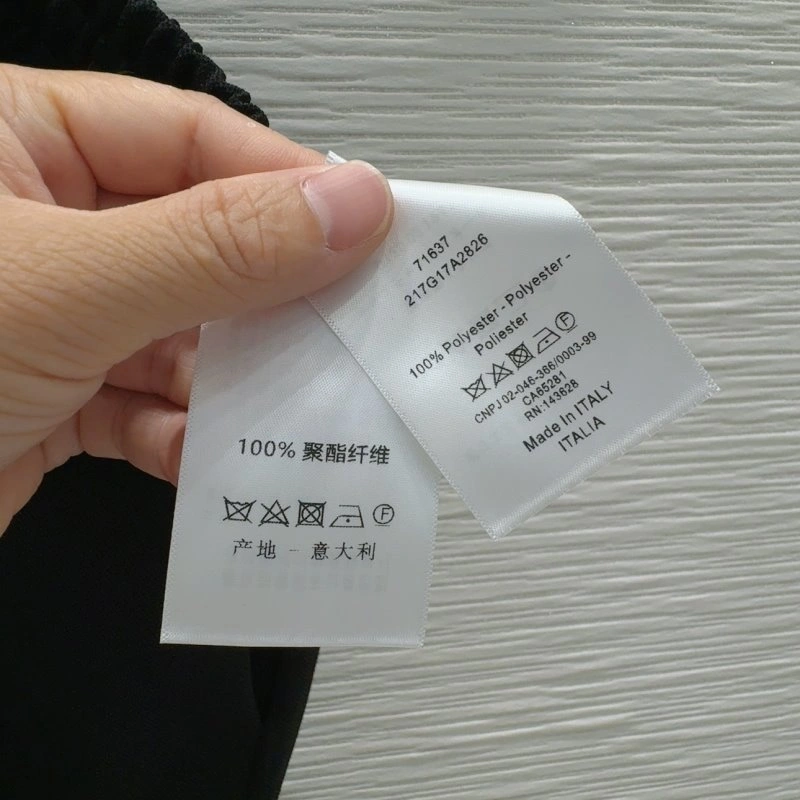 71637
217G17A2826
100% Polyester - Polyester -
Poliester
F
CNPJ 02-046-366/0003-99
CA65281
RN:143628
Made In ITALY
ITALIA
100% 聚酯纤维
F
产地 - 意大利